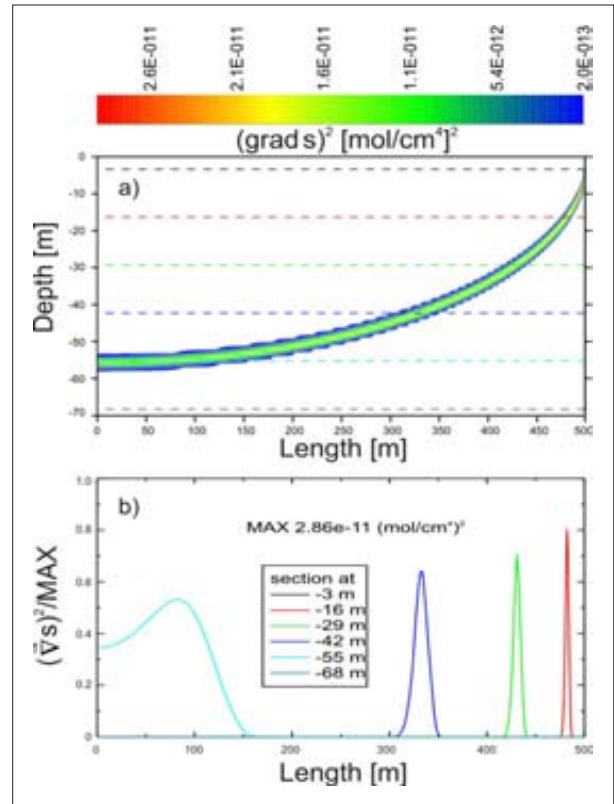 2.6E-011 2.1E-011 1.6E-011 1.1E-011 5.4E-012 2.0E-013
(grad s)² [mol/cm⁴]²
a)
Depth [m]
0
-10
-20
-30
-40
-50
-60
-70
0 50 100 150 200 250 300 350 400 450 500
Length [m]
b)
(∇⃗s)²/MAX
1.0
0.8
0.6
0.4
0.2
0
MAX 2.86e-11 (mol/cm⁴)²
section at
-3 m
-16 m
-29 m
-42 m
-55 m
-68 m
0 100 200 300 400 500
Length [m]